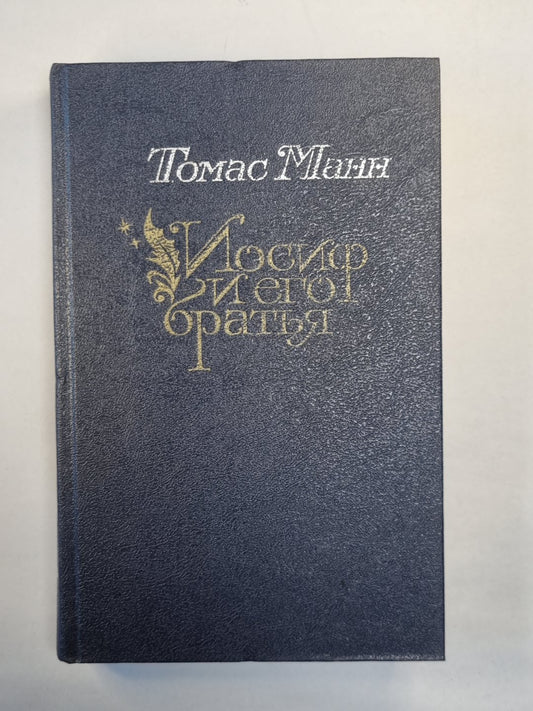 Томас Манн
Иосиф
и его
братья